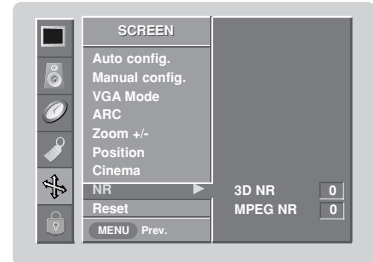 SCREEN
Auto config.
Manual config.
VGA Mode
ARC
Zoom +/-
Position
Cinema
NR ▶ 3D NR 0
Reset MPEG NR 0
MENU Prev.